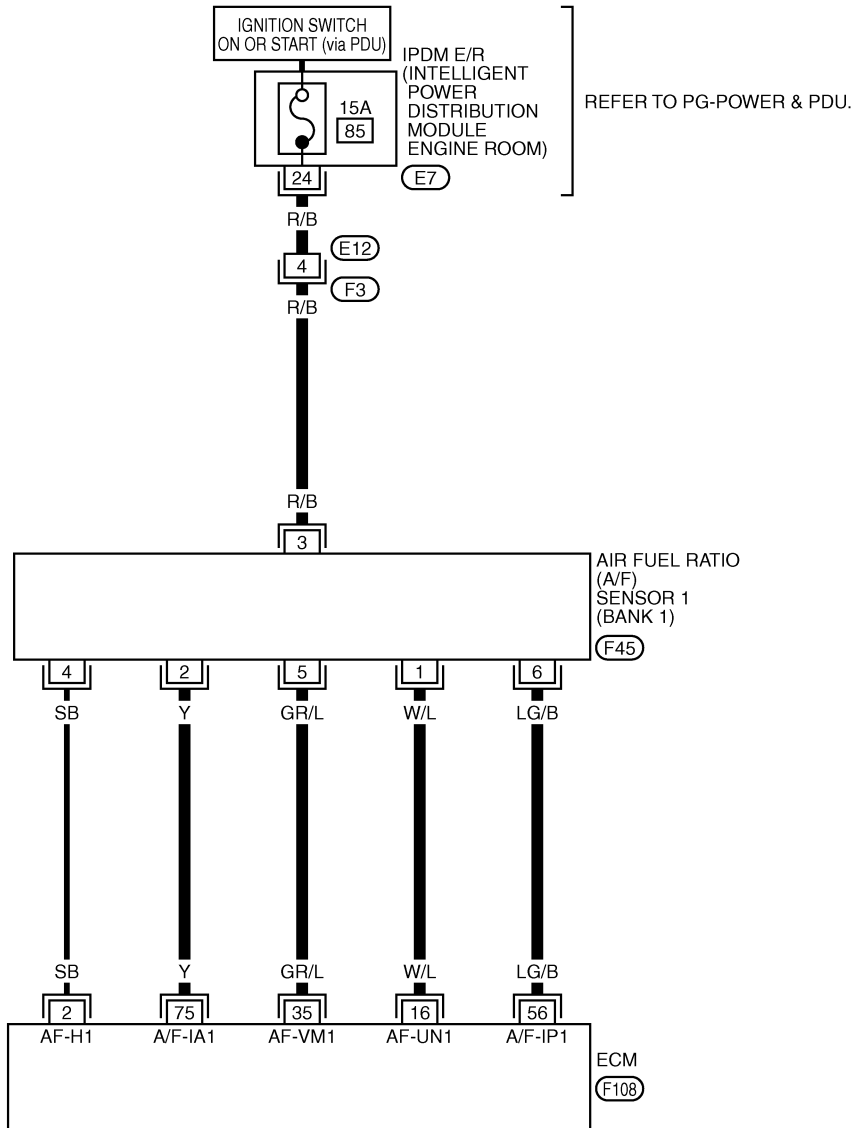 IGNITION SWITCH
ON OR START (via PDU)
IPDM E/R
(INTELLIGENT
POWER
DISTRIBUTION
MODULE
ENGINE ROOM)
REFER TO PG-POWER & PDU.
15A
85
24
E7
R/B
E12
4
F3
R/B
R/B
3
AIR FUEL RATIO
(A/F)
SENSOR 1
(BANK 1)
F45
4 2 5 1 6
SB Y GR/L W/L LG/B
SB Y GR/L W/L LG/B
2 75 35 16 56
AF-H1 A/F-IA1 AF-VM1 AF-UN1 A/F-IP1
ECM
F108